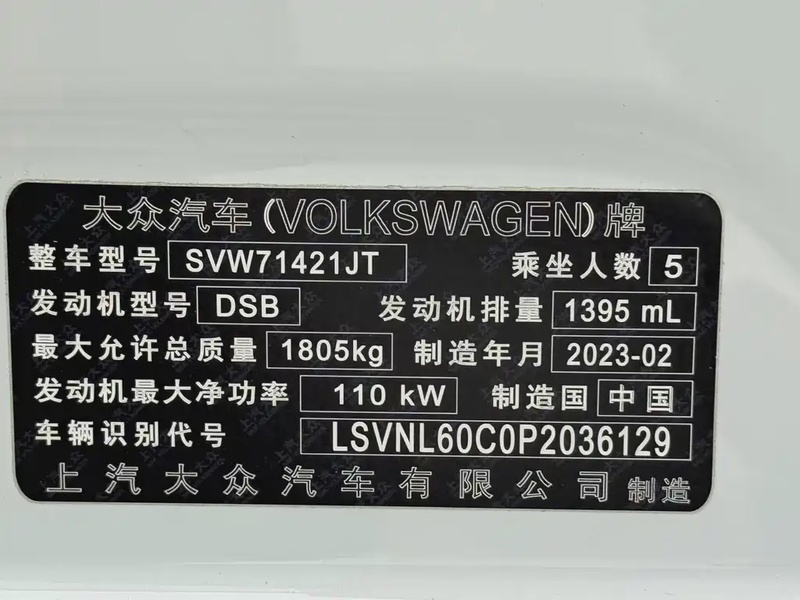 大众汽车(VOLKSWAGEN)牌
整车型号 SVW71421JT 乘坐人数 5
发动机型号 DSB 发动机排量 1395 mL
最大允许总质量 1805kg 制造年月 2023-02
发动机最大净功率 110 kW 制造国 中国
车辆识别代号 LSVNL60C0P2036129
上汽大众汽车有限公司 制造